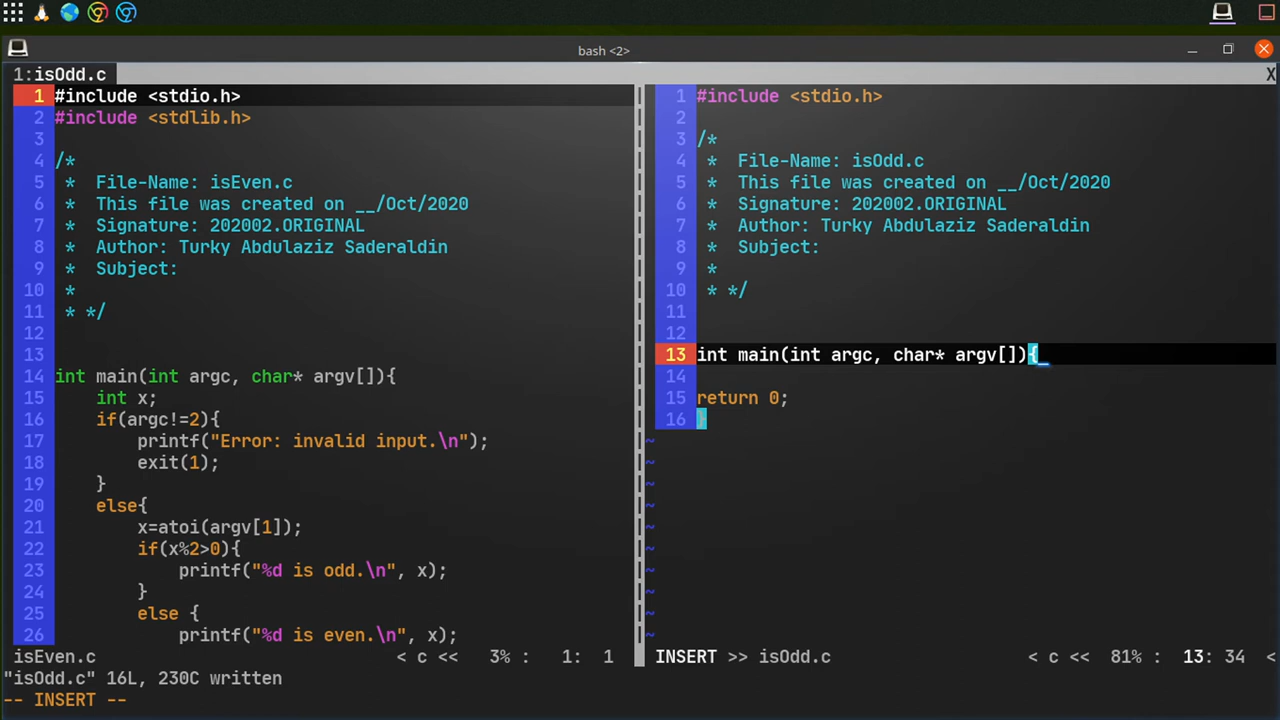 bash <2>
1:isOdd.c X
1 #include <stdio.h>
2 #include <stdlib.h>
3
4 /*
5 * File-Name: isEven.c
6 * This file was created on __/Oct/2020
7 * Signature: 202002.ORIGINAL
8 * Author: Turky Abdulaziz Saderaldin
9 * Subject:
10 *
11 * */
12
13
14 int main(int argc, char* argv[]){
15 int x;
16 if(argc!=2){
17 printf("Error: invalid input.\n");
18 exit(1);
19 }
20 else{
21 x=atoi(argv[1]);
22 if(x%2>0){
23 printf("%d is odd.\n", x);
24 }
25 else {
26 printf("%d is even.\n", x);
isEven.c < c << 3% : 1: 1
1 #include <stdio.h>
2
3 /*
4 * File-Name: isOdd.c
5 * This file was created on __/Oct/2020
6 * Signature: 202002.ORIGINAL
7 * Author: Turky Abdulaziz Saderaldin
8 * Subject:
9 *
10 * */
11
12
13 int main(int argc, char* argv[]){
14
15 return 0;
16 }
~
~
~
~
~
~
~
~
~
~
INSERT >> isOdd.c < c << 81% : 13: 34 <
"isOdd.c" 16L, 230C written
-- INSERT --